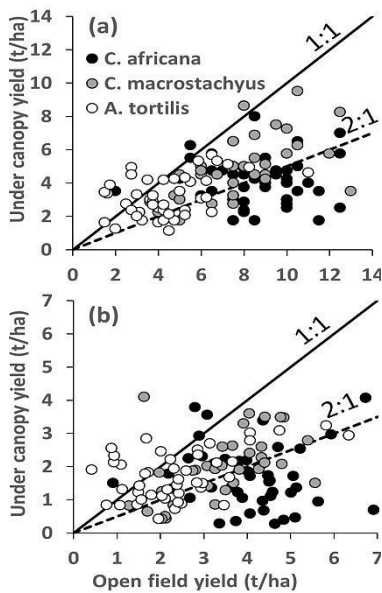 (a)
1:1
C. africana
C. macrostachyus
A. tortilis
2:1
Under canopy yield (t/ha)
14
12
10
8
6
4
2
0
0 2 4 6 8 10 12 14
(b)
1:1
2:1
Under canopy yield (t/ha)
7
6
5
4
3
2
1
0
0 1 2 3 4 5 6 7
Open field yield (t/ha)